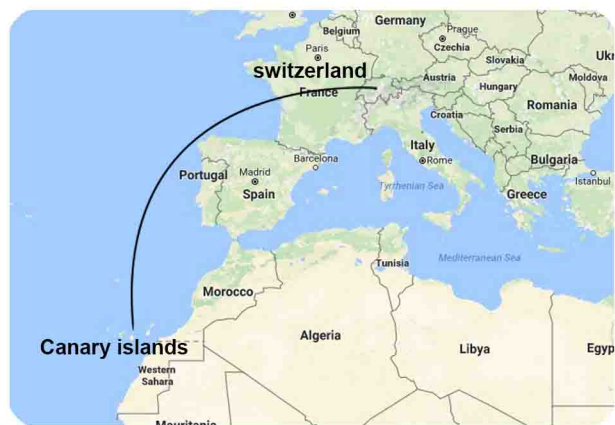 Germany
Belgium
Prague
Paris
Czechia
Ukr
Slovakia
switzerland
Austria
Moldova
Hungary
France
Romania
Croatia
Serbia
Italy
Barcelona
Bulgaria
Portugal
Rome
Madrid
Istanbul
Spain
Tyrrhenian Sea
Greece
Mediterranean Sea
Tunisia
Morocco
Algeria
Canary islands
Libya
Egyp
Western
Sahara
Mauritania